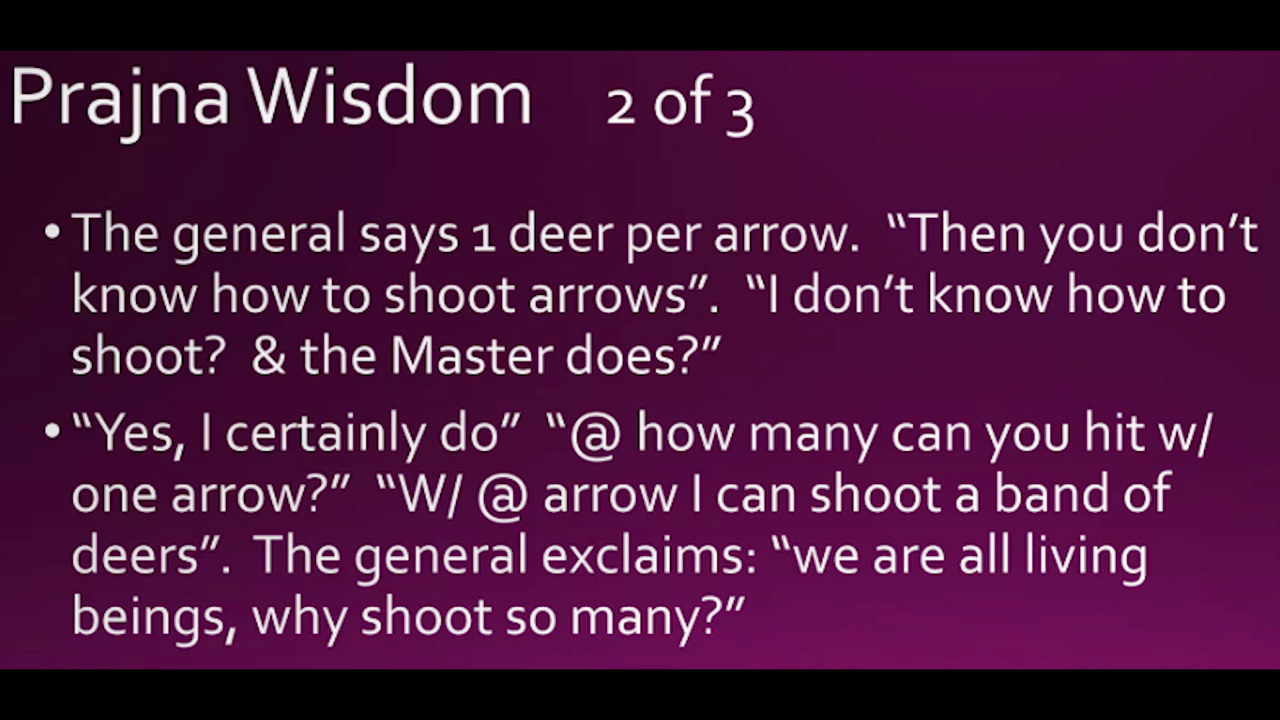 Prajna Wisdom 2 of 3
• The general says 1 deer per arrow. “Then you don’t
know how to shoot arrows”. “I don’t know how to
shoot? & the Master does?”
• “Yes, I certainly do” “@ how many can you hit w/
one arrow?” “W/ @ arrow I can shoot a band of
deers”. The general exclaims: “we are all living
beings, why shoot so many?”